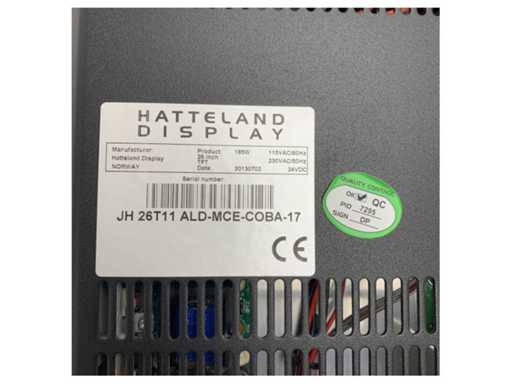 HATTELAND
DISPLAY
Manufacturer: Product: 185W 115VAC/60Hz
Hatteland Display 26 inch 230VAC/50Hz
NORWAY TFT 24VDC
Date: 20130702
Serial number:
JH 26T11 ALD-MCE-COBA-17
CE
QUALITY CONTROL
OK ✓ QC
PID 7295
SIGN DP